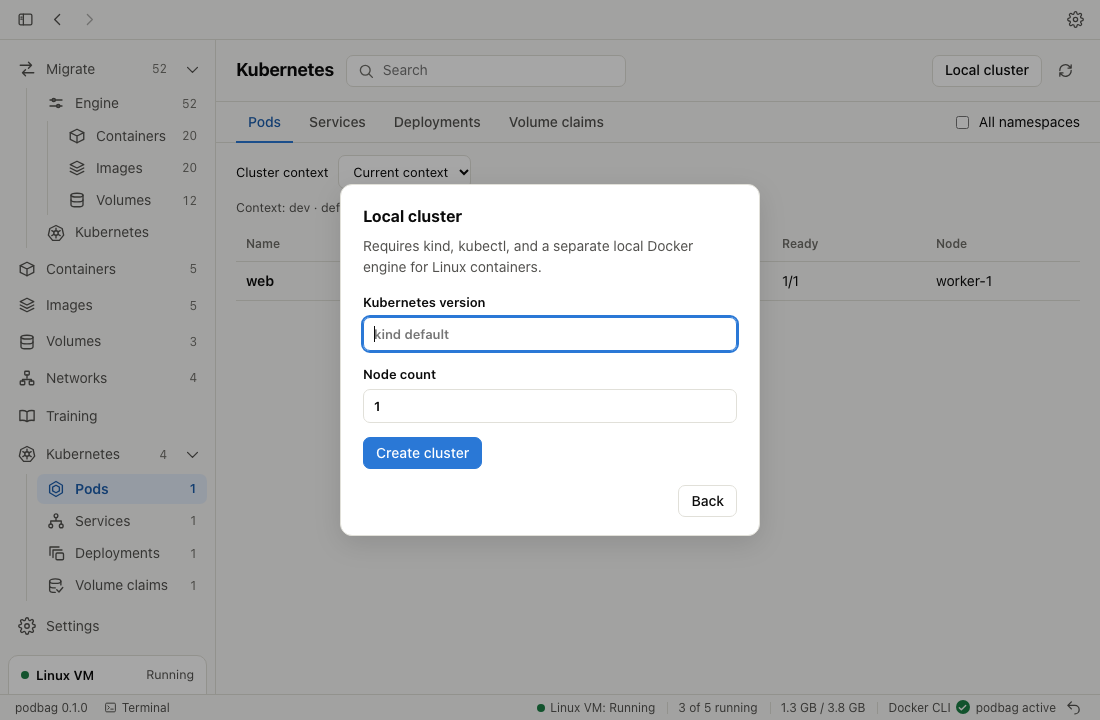 Migrate 52
Engine 52
Containers 20
Images 20
Volumes 12
Kubernetes
Containers 5
Images 5
Volumes 3
Networks 4
Training
Kubernetes 4
Pods 1
Services 1
Deployments 1
Volume claims 1
Settings
Linux VM Running
Kubernetes Search Local cluster
Pods Services Deployments Volume claims All namespaces
Cluster context Current context
Context: dev · def
Name Ready Node
web 1/1 worker-1
Local cluster
Requires kind, kubectl, and a separate local Docker
engine for Linux containers.
Kubernetes version
kind default
Node count
1
Create cluster
Back
podbag 0.1.0 Terminal Linux VM: Running 3 of 5 running 1.3 GB / 3.8 GB Docker CLI podbag active